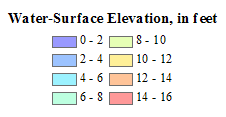 Water-Surface Elevation, in feet
0 - 2 8 - 10
2 - 4 10 - 12
4 - 6 12 - 14
6 - 8 14 - 16